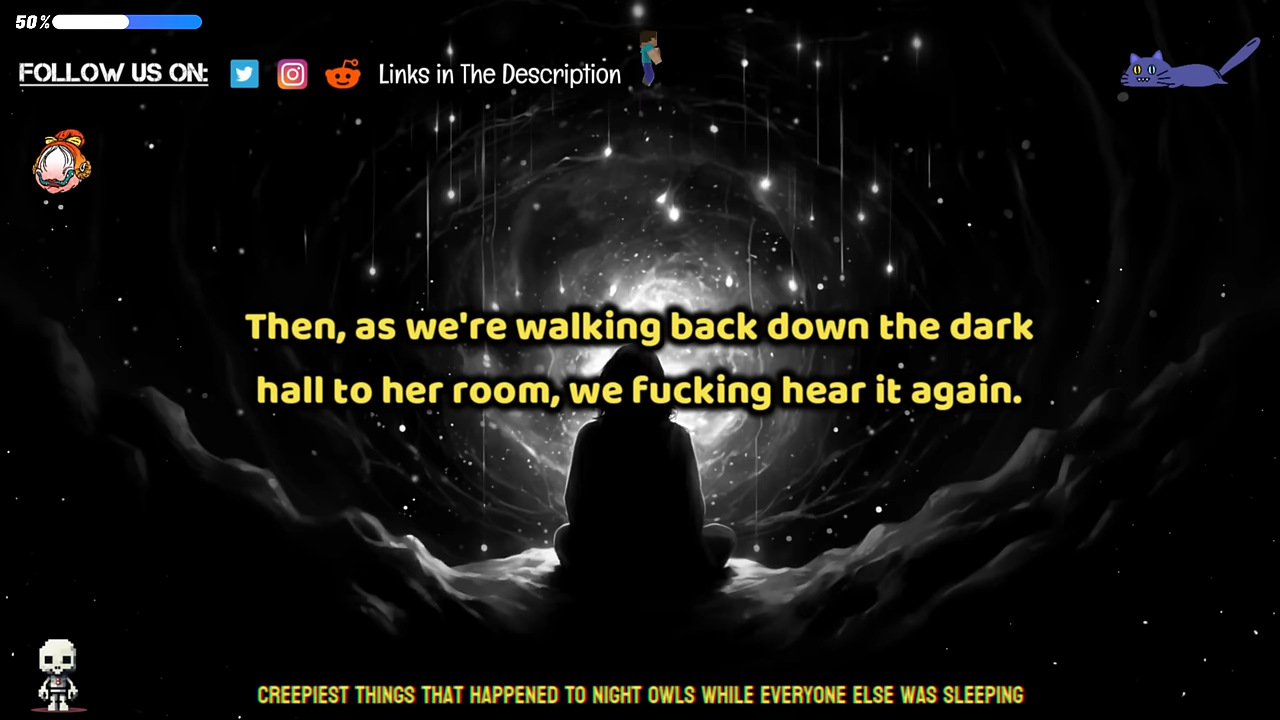 50%
FOLLOW US ON:
Links in The Description
Then, as we're walking back down the dark
hall to her room, we fucking hear it again.
CREEPIEST THINGS THAT HAPPENED TO NIGHT OWLS WHILE EVERYONE ELSE WAS SLEEPING